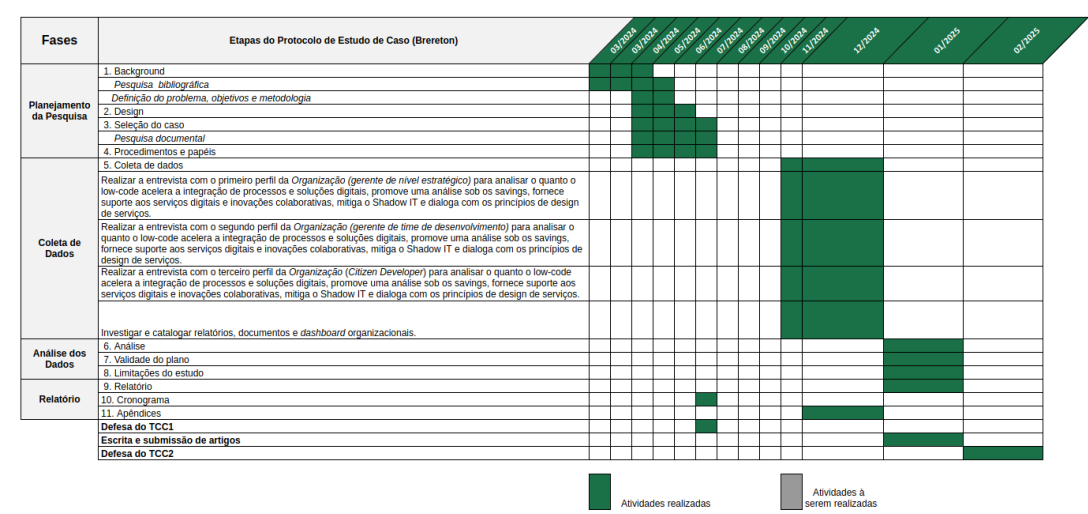 Fases
Etapas do Protocolo de Estudo de Caso (Brereton)
03/2024
03/2024
04/2024
05/2024
06/2024
07/2024
08/2024
09/2024
10/2024
11/2024
12/2024
01/2025
02/2025
Planejamento
da Pesquisa
1. Background
Pesquisa bibliográfica
Definição do problema, objetivos e metodologia
2. Design
3. Seleção do caso
Pesquisa documental
4. Procedimentos e papéis
Coleta de
Dados
5. Coleta de dados
Realizar a entrevista com o primeiro perfil da Organização (gerente de nível estratégico) para analisar o quanto o
low-code acelera a integração de processos e soluções digitais, promove uma análise sob os savings, fornece
suporte aos serviços digitais e inovações colaborativas, mitiga o Shadow IT e dialoga com os princípios de design
de serviços.
Realizar a entrevista com o segundo perfil da Organização (gerente de time de desenvolvimento) para analisar o
quanto o low-code acelera a integração de processos e soluções digitais, promove uma análise sob os savings,
fornece suporte aos serviços digitais e inovações colaborativas, mitiga o Shadow IT e dialoga com os princípios de
design de serviços.
Realizar a entrevista com o terceiro perfil da Organização (Citizen Developer) para analisar o quanto o low-code
acelera a integração de processos e soluções digitais, promove uma análise sob os savings, fornece suporte aos
serviços digitais e inovações colaborativas, mitiga o Shadow IT e dialoga com os princípios de design de serviços.
Investigar e catalogar relatórios, documentos e dashboard organizacionais.
Análise dos
Dados
6. Análise
7. Validade do plano
8. Limitações do estudo
Relatório
9. Relatório
10. Cronograma
11. Apêndices
Defesa do TCC1
Escrita e submissão de artigos
Defesa do TCC2
Atividades realizadas
Atividades à
serem realizadas